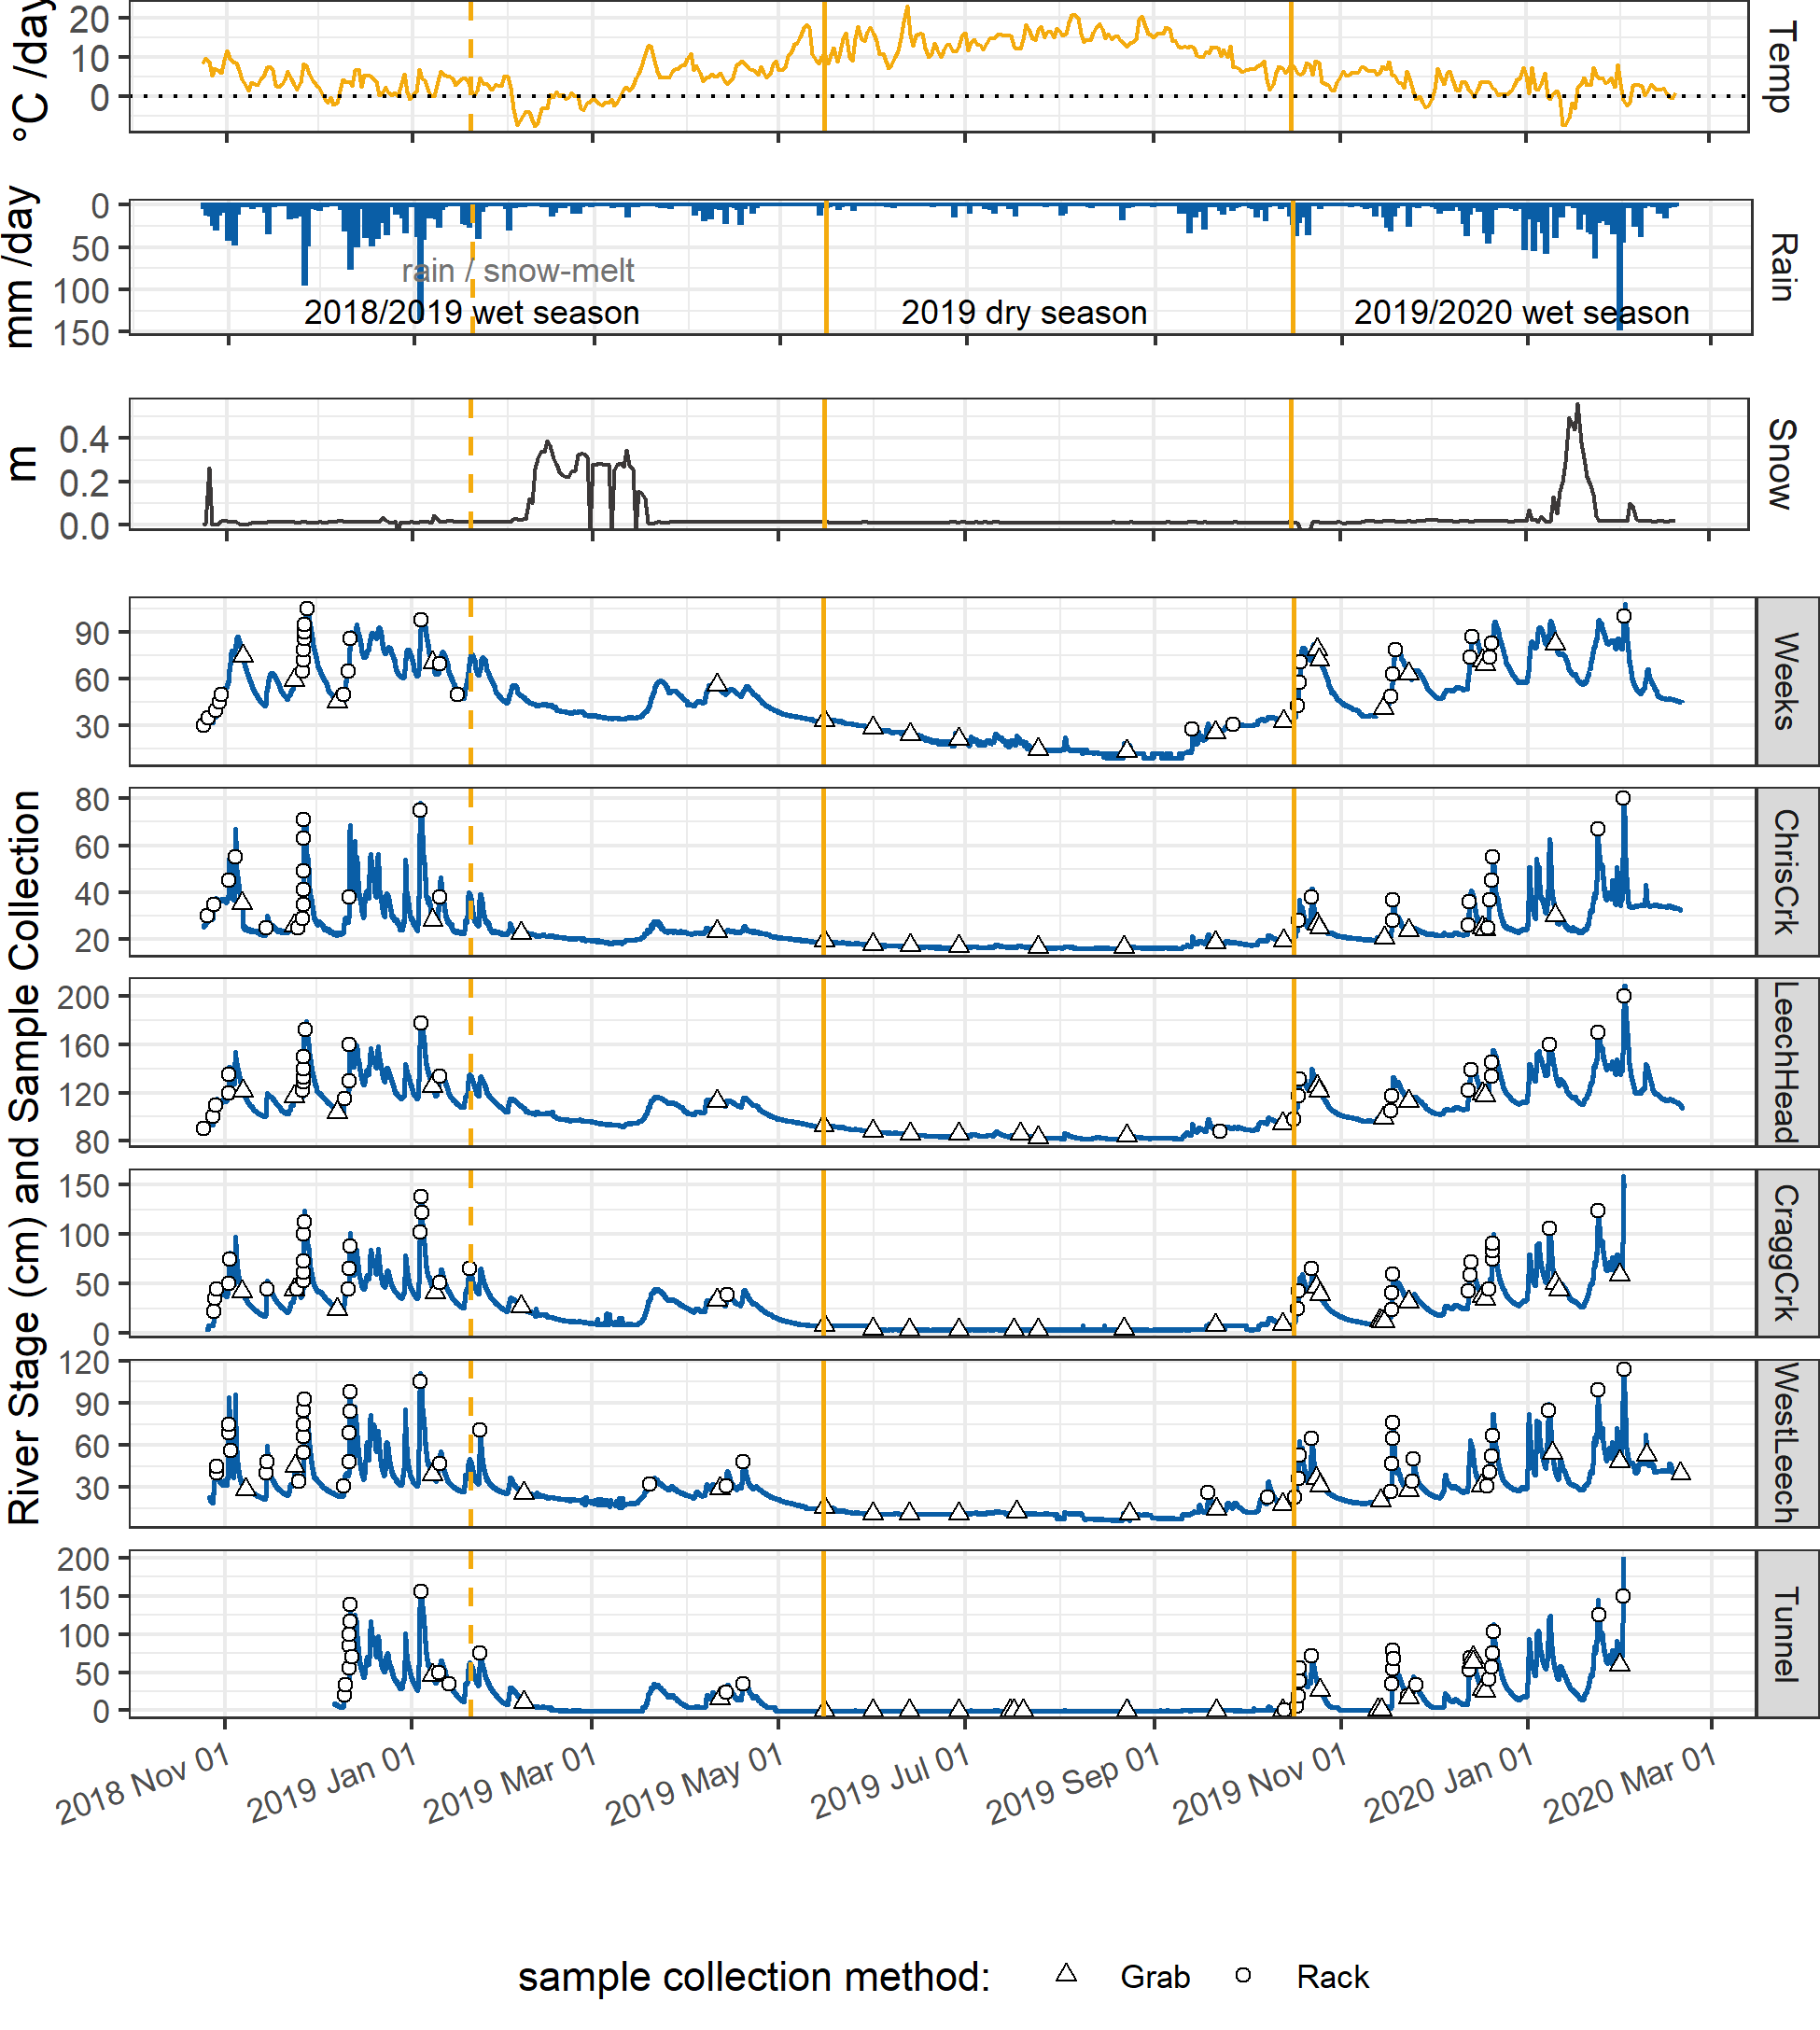 °C /day
20
10
0
Temp
mm /day
0
50
100
150
rain / snow-melt
2018/2019 wet season
2019 dry season
2019/2020 wet season
Rain
m
0.4
0.2
0.0
Snow
River Stage (cm) and Sample Collection
90
60
30
Weeks
80
60
40
20
ChrisCrk
200
160
120
80
LeechHead
150
100
50
0
CraggCrk
120
90
60
30
WestLeech
200
150
100
50
0
Tunnel
2018 Nov 01
2019 Jan 01
2019 Mar 01
2019 May 01
2019 Jul 01
2019 Sep 01
2019 Nov 01
2020 Jan 01
2020 Mar 01
sample collection method: Grab Rack